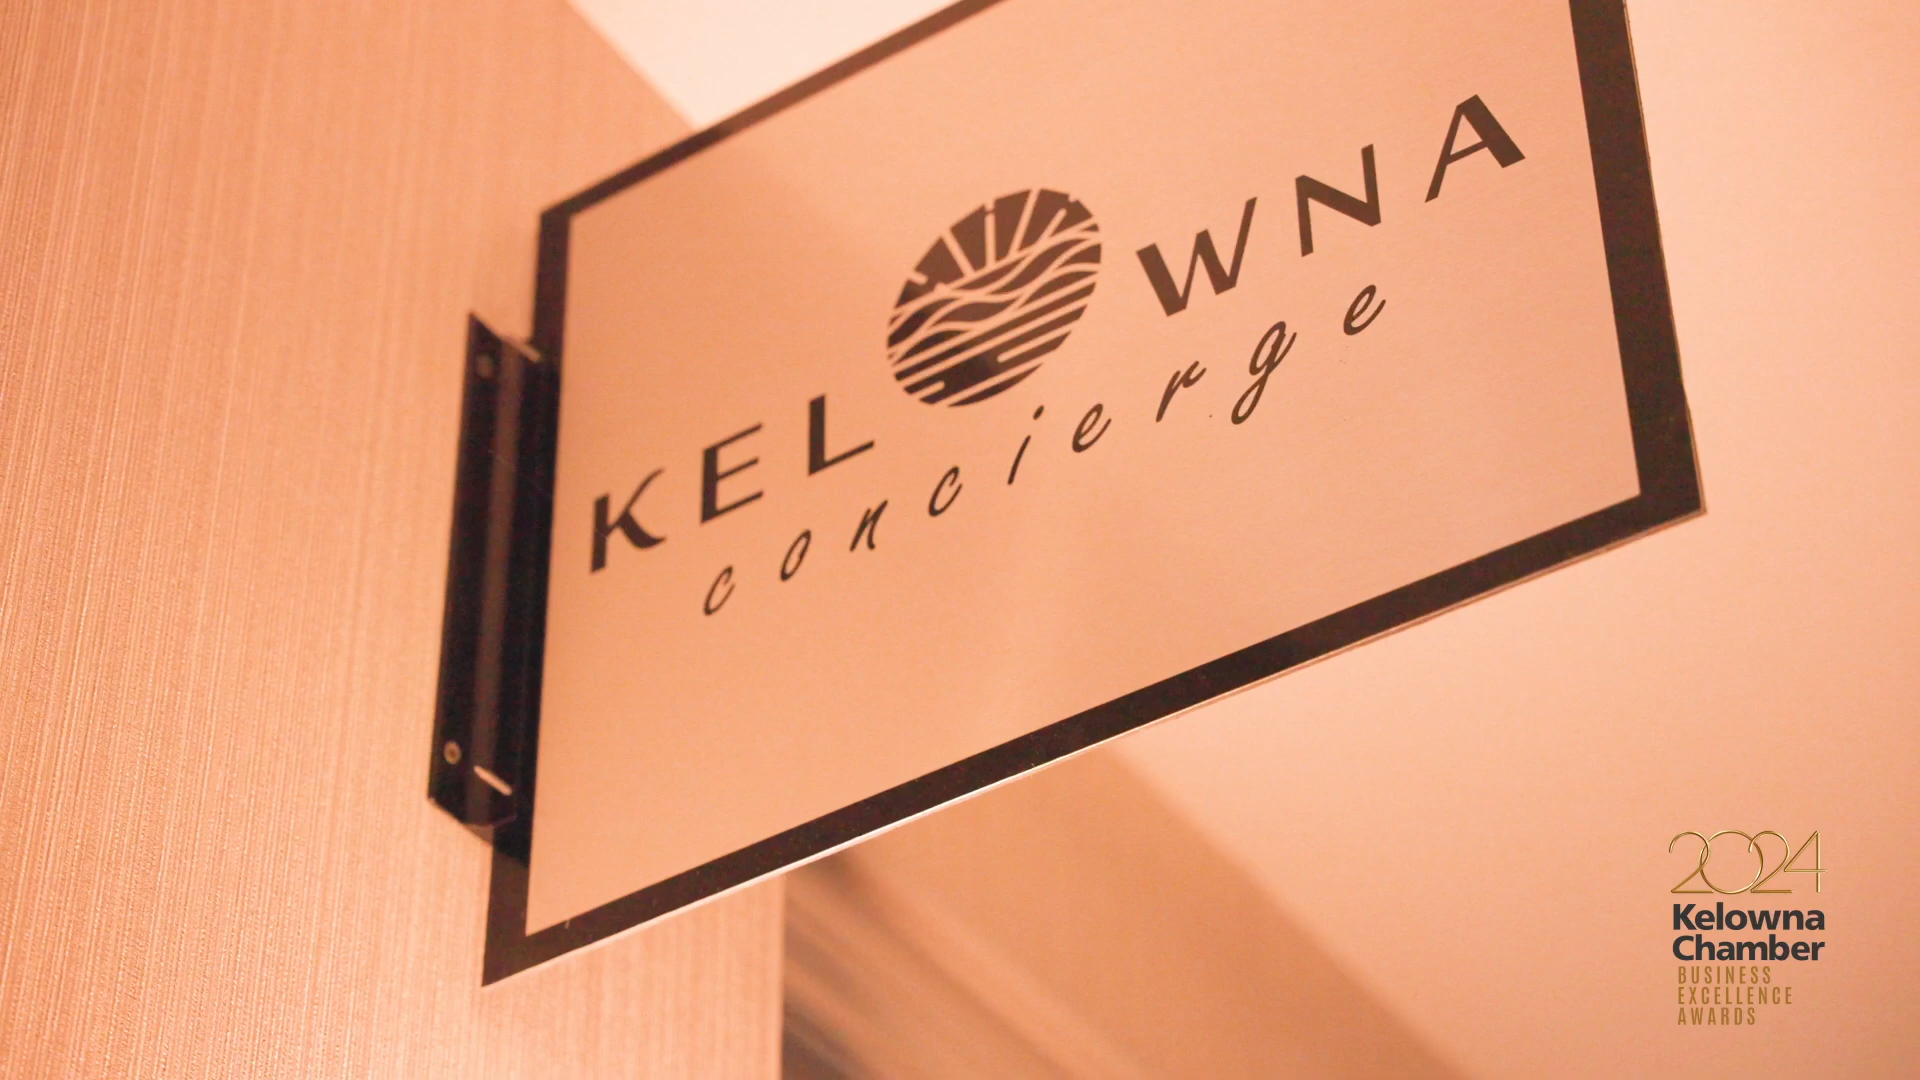 KELOWNA
concierge
2024
Kelowna
Chamber
BUSINESS
EXCELLENCE
AWARDS